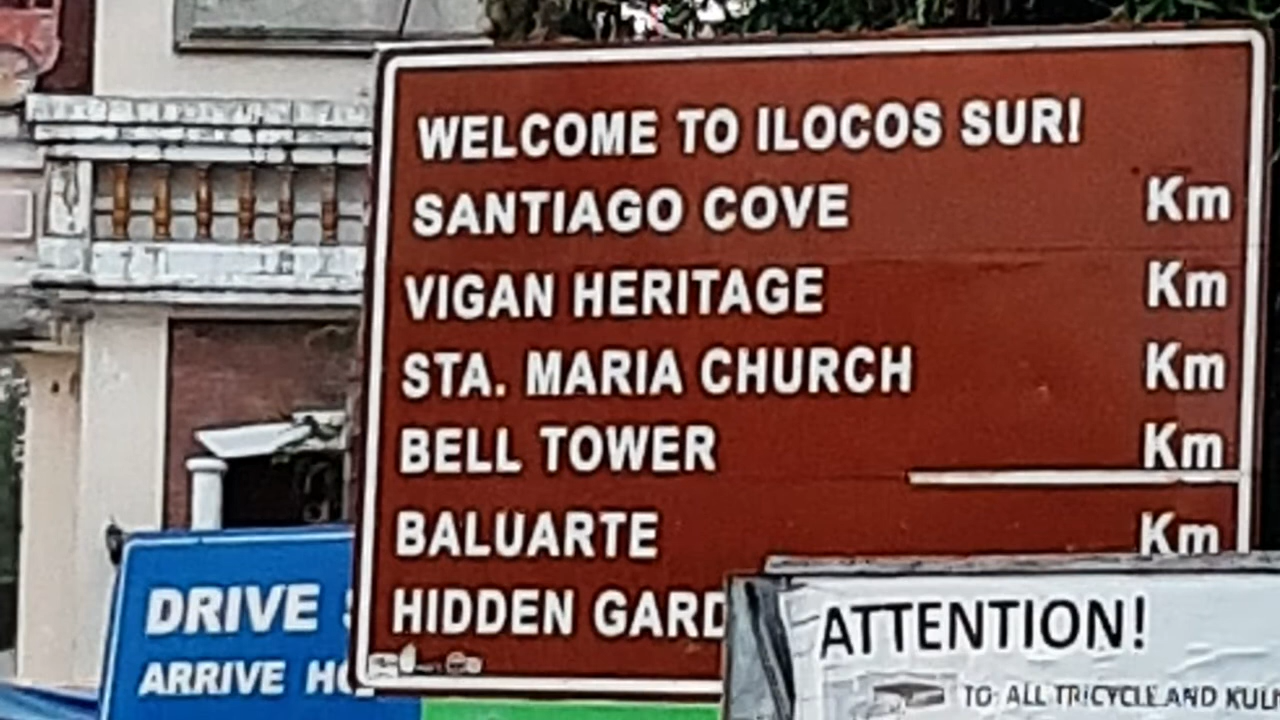 WELCOME TO ILOCOS SUR!
SANTIAGO COVE Km
VIGAN HERITAGE Km
STA. MARIA CHURCH Km
BELL TOWER Km
BALUARTE Km
HIDDEN GARD
DRIVE
ARRIVE HO
ATTENTION!
TO: ALL TRICYCLE AND KULI